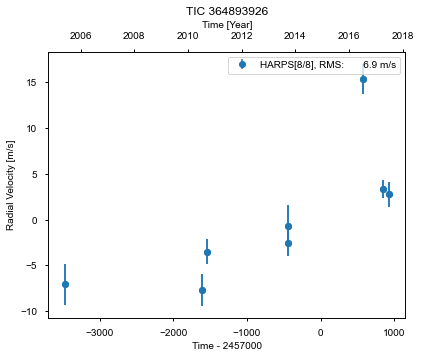 TIC 364893926
Time [Year]
2006 2008 2010 2012 2014 2016 2018
HARPS[8/8], RMS: 6.9 m/s
Radial Velocity [m/s]
15
10
5
0
−5
−10
−3000 −2000 −1000 0 1000
Time - 2457000